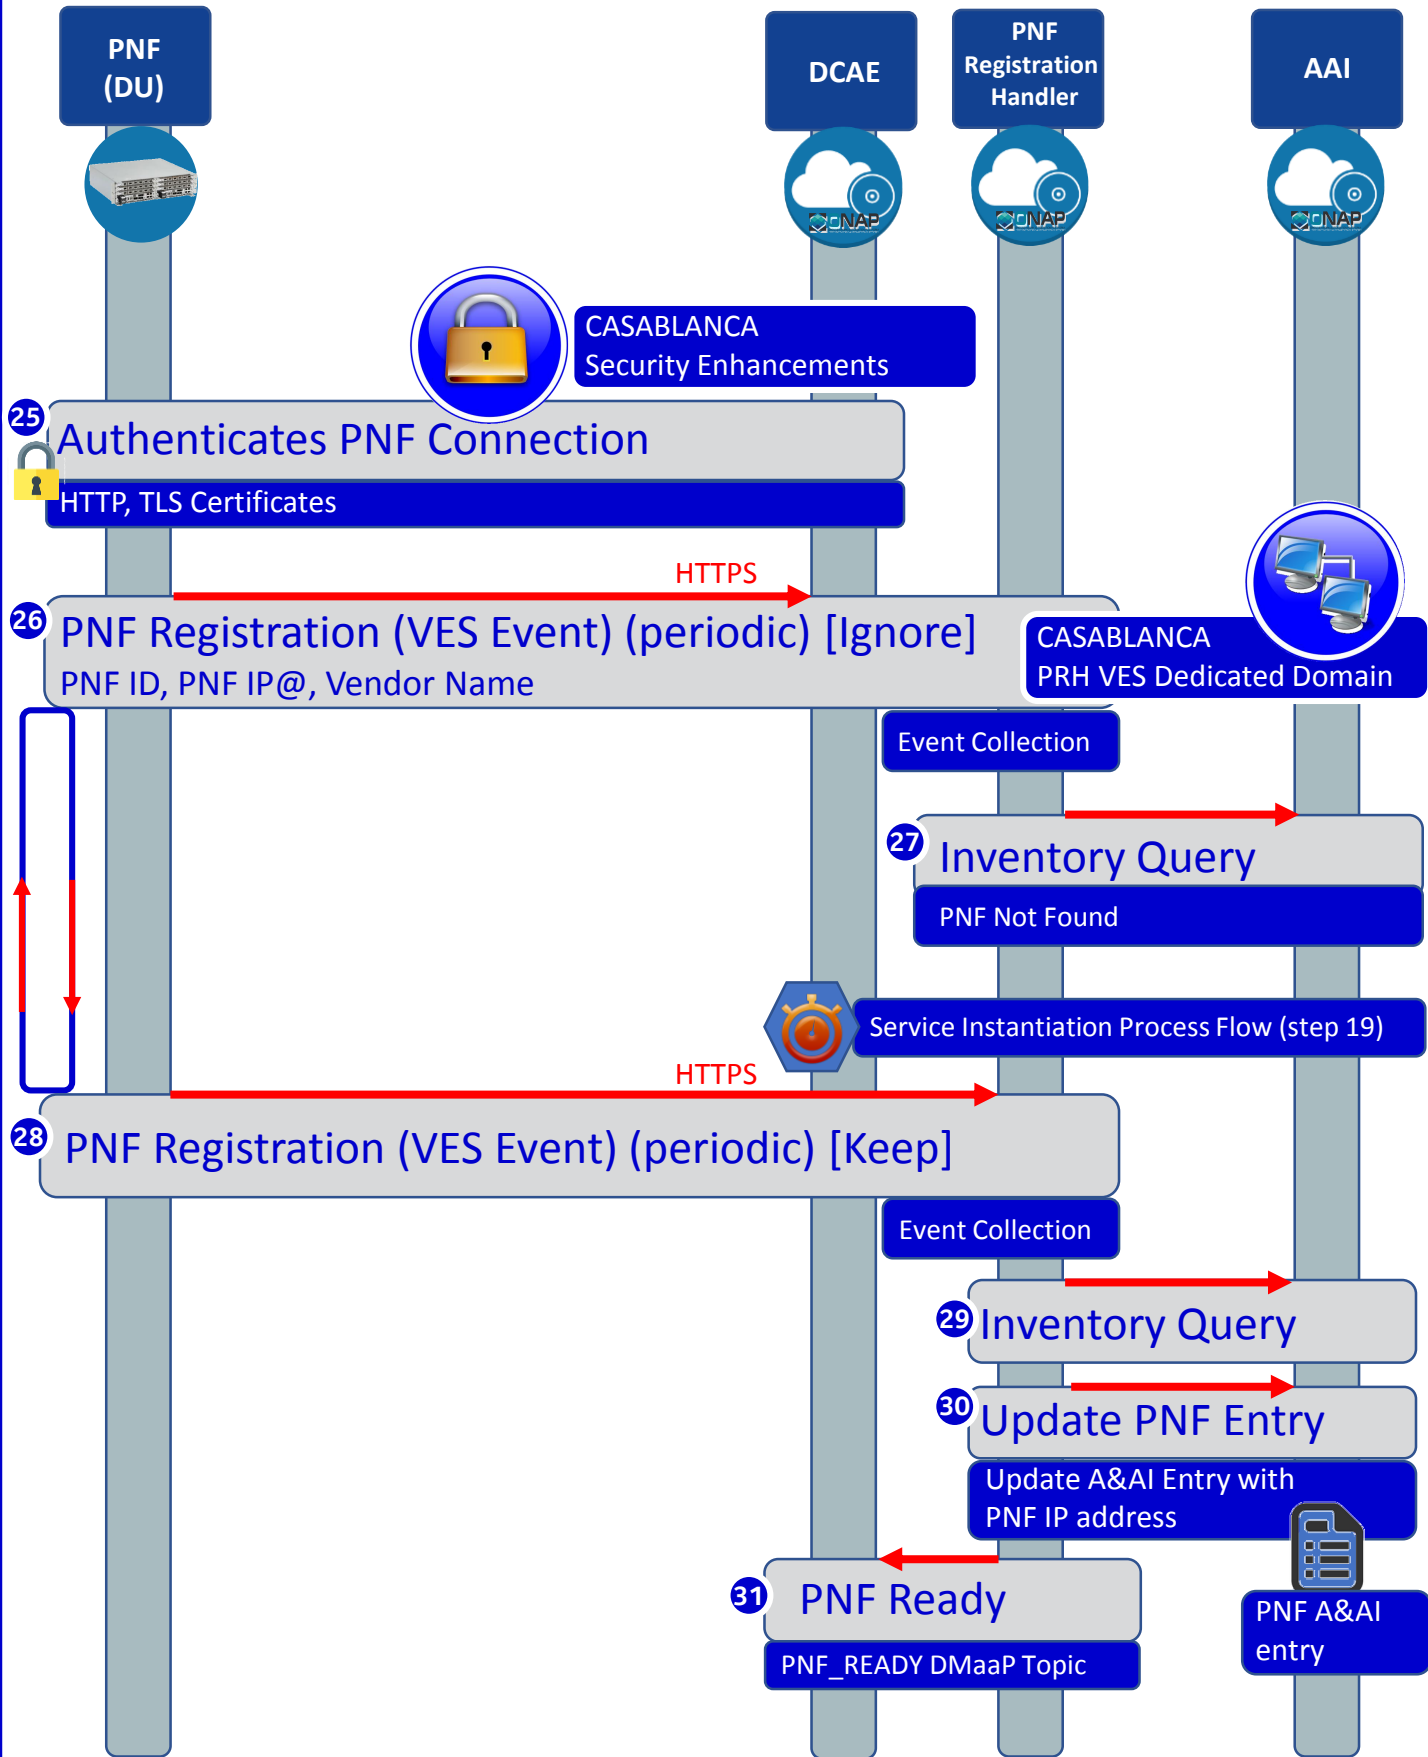 PNF
(DU)
DCAE
PNF
Registration
Handler
AAI
ONAP
ONAP
ONAP
CASABLANCA
Security Enhancements
25
Authenticates PNF Connection
HTTP, TLS Certificates
HTTPS
26
PNF Registration (VES Event) (periodic) [Ignore]
PNF ID, PNF IP@, Vendor Name
CASABLANCA
PRH VES Dedicated Domain
Event Collection
27
Inventory Query
PNF Not Found
Service Instantiation Process Flow (step 19)
HTTPS
28
PNF Registration (VES Event) (periodic) [Keep]
Event Collection
29
Inventory Query
30
Update PNF Entry
Update A&AI Entry with
PNF IP address
31
PNF Ready
PNF_READY DMaaP Topic
PNF A&AI
entry